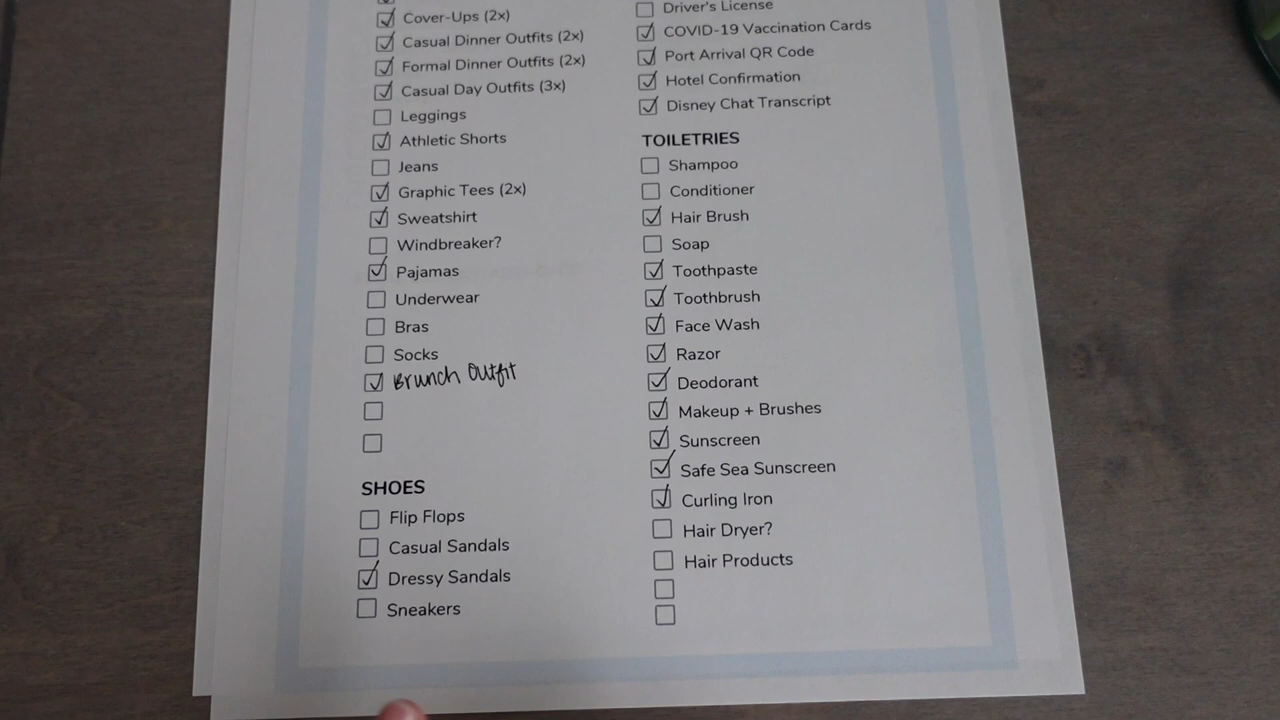 Cover-Ups (2x)
Casual Dinner Outfits (2x)
Formal Dinner Outfits (2x)
Casual Day Outfits (3x)
Leggings
Athletic Shorts
Jeans
Graphic Tees (2x)
Sweatshirt
Windbreaker?
Pajamas
Underwear
Bras
Socks
Brunch Outfit
SHOES
Flip Flops
Casual Sandals
Dressy Sandals
Sneakers
Driver's License
COVID-19 Vaccination Cards
Port Arrival QR Code
Hotel Confirmation
Disney Chat Transcript
TOILETRIES
Shampoo
Conditioner
Hair Brush
Soap
Toothpaste
Toothbrush
Face Wash
Razor
Deodorant
Makeup + Brushes
Sunscreen
Safe Sea Sunscreen
Curling Iron
Hair Dryer?
Hair Products